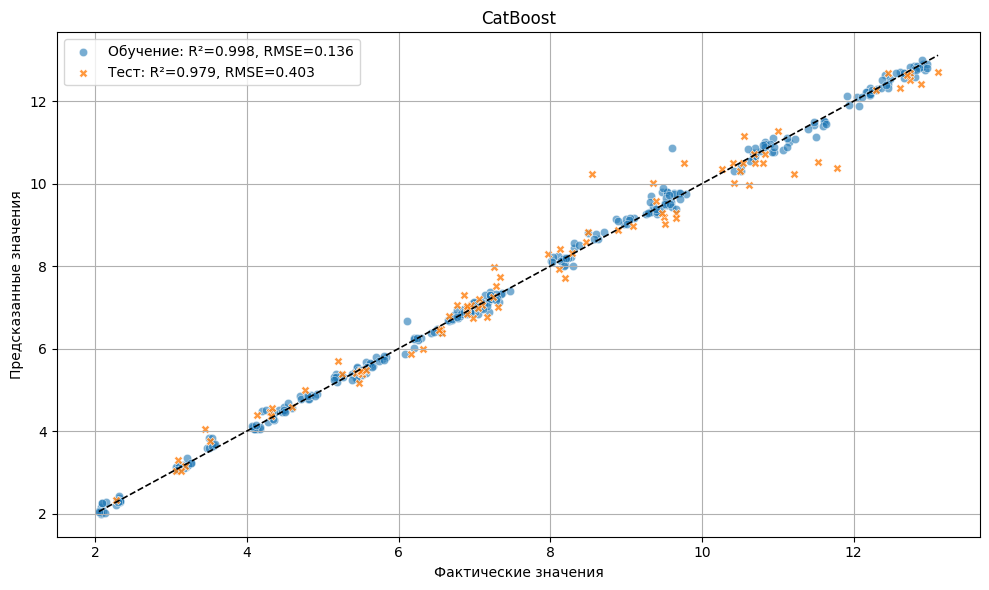 CatBoost
Обучение: R²=0.998, RMSE=0.136
Тест: R²=0.979, RMSE=0.403
Предсказанные значения
12
10
8
6
4
2
2 4 6 8 10 12
Фактические значения